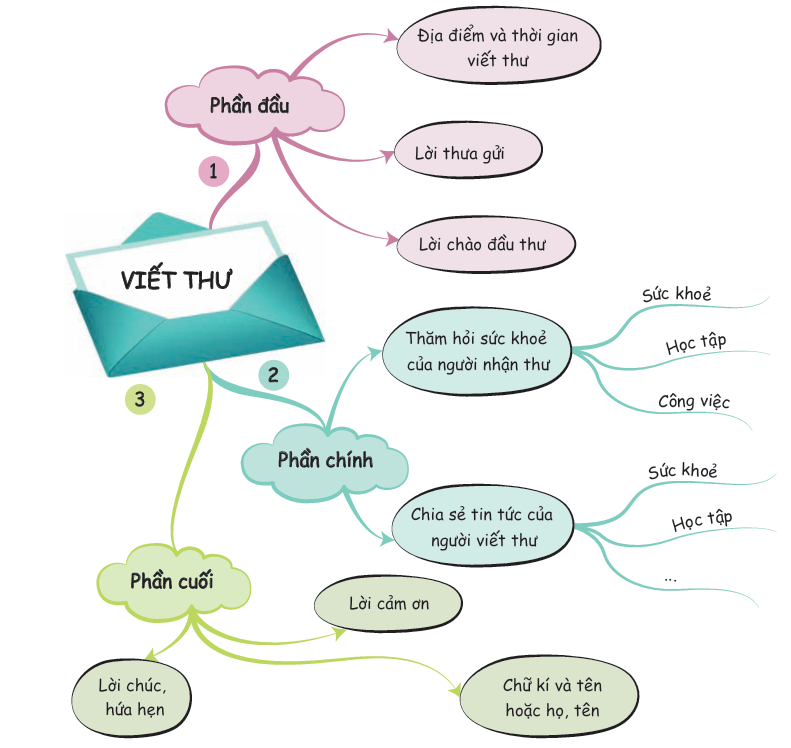 VIẾT THƯ
1
Phần đầu
Địa điểm và thời gian
viết thư
Lời thưa gửi
Lời chào đầu thư
2
Phần chính
Thăm hỏi sức khoẻ
của người nhận thư
Sức khoẻ
Học tập
Công việc
Chia sẻ tin tức của
người viết thư
Sức khoẻ
Học tập
...
3
Phần cuối
Lời chúc,
hứa hẹn
Lời cảm ơn
Chữ kí và tên
hoặc họ, tên